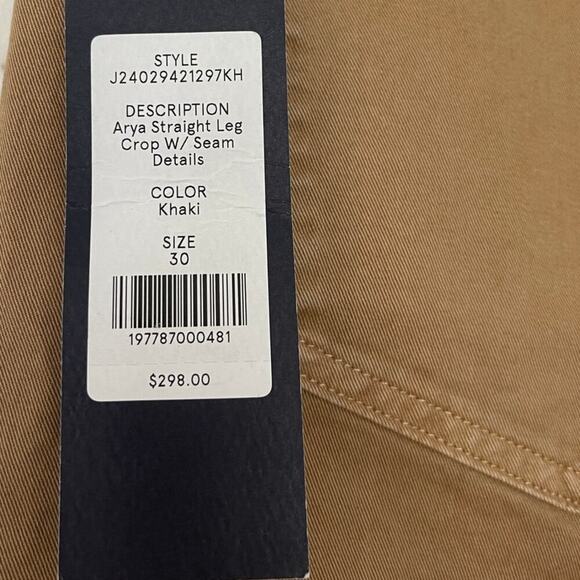 STYLE
J24029421297KH
DESCRIPTION
Arya Straight Leg
Crop W/ Seam
Details
COLOR
Khaki
SIZE
30
197787000481
$298.00